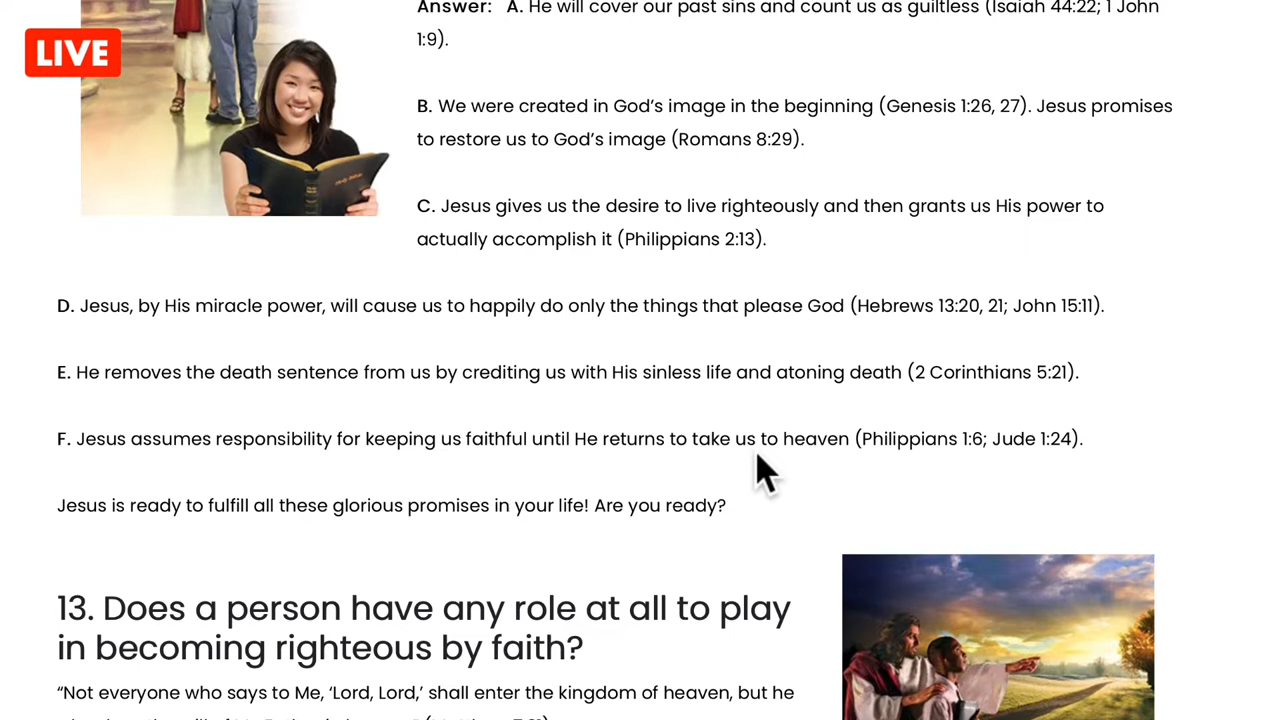 LIVE
Answer: A. He will cover our past sins and count us as guiltless (Isaiah 44:22; 1 John
1:9).
B. We were created in God's image in the beginning (Genesis 1:26, 27). Jesus promises
to restore us to God's image (Romans 8:29).
C. Jesus gives us the desire to live righteously and then grants us His power to
actually accomplish it (Philippians 2:13).
D. Jesus, by His miracle power, will cause us to happily do only the things that please God (Hebrews 13:20, 21; John 15:11).
E. He removes the death sentence from us by crediting us with His sinless life and atoning death (2 Corinthians 5:21).
F. Jesus assumes responsibility for keeping us faithful until He returns to take us to heaven (Philippians 1:6; Jude 1:24).
Jesus is ready to fulfill all these glorious promises in your life! Are you ready?
13. Does a person have any role at all to play
in becoming righteous by faith?
“Not everyone who says to Me, ‘Lord, Lord,’ shall enter the kingdom of heaven, but he